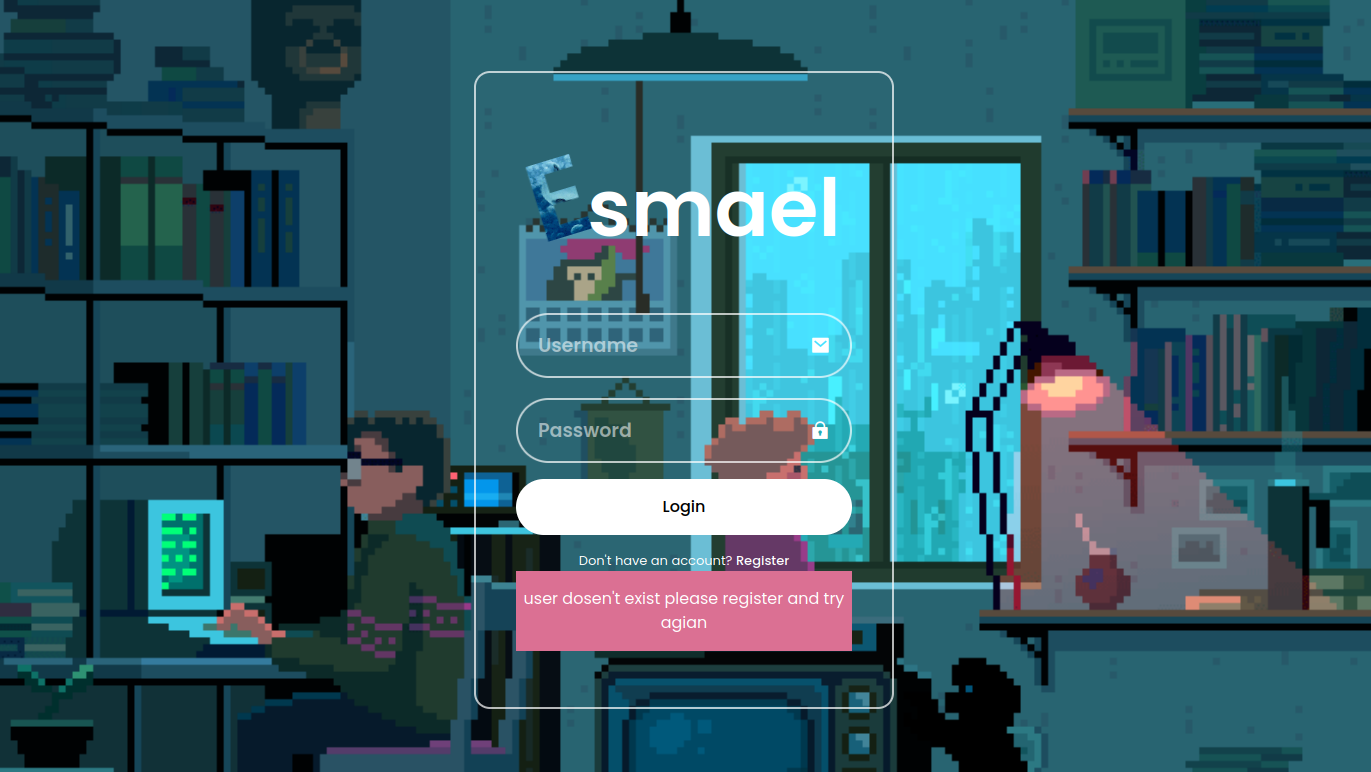 Esmael
Username
Password
Login
Don't have an account? Register
user dosen't exist please register and try
agian